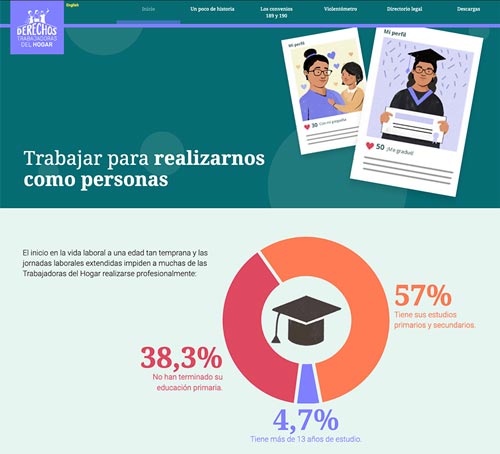 DERECHOS
TRABAJADORAS
DEL HOGAR
English
Inicio
Un poco de historia
Los convenios
189 y 190
Violentómetro
Directorio legal
Descargas
Mi perfil
30 Con mi pequeña
Mi perfil
50 ¡Me gradué!
Trabajar para realizarnos
como personas
El inicio en la vida laboral a una edad tan temprana y las
jornadas laborales extendidas impiden a muchas de las
Trabajadoras del Hogar realizarse profesionalmente:
57%
Tiene sus estudios
primarios y secundarios.
38,3%
No han terminado su
educación primaria.
4,7%
Tiene más de 13 años de estudio.